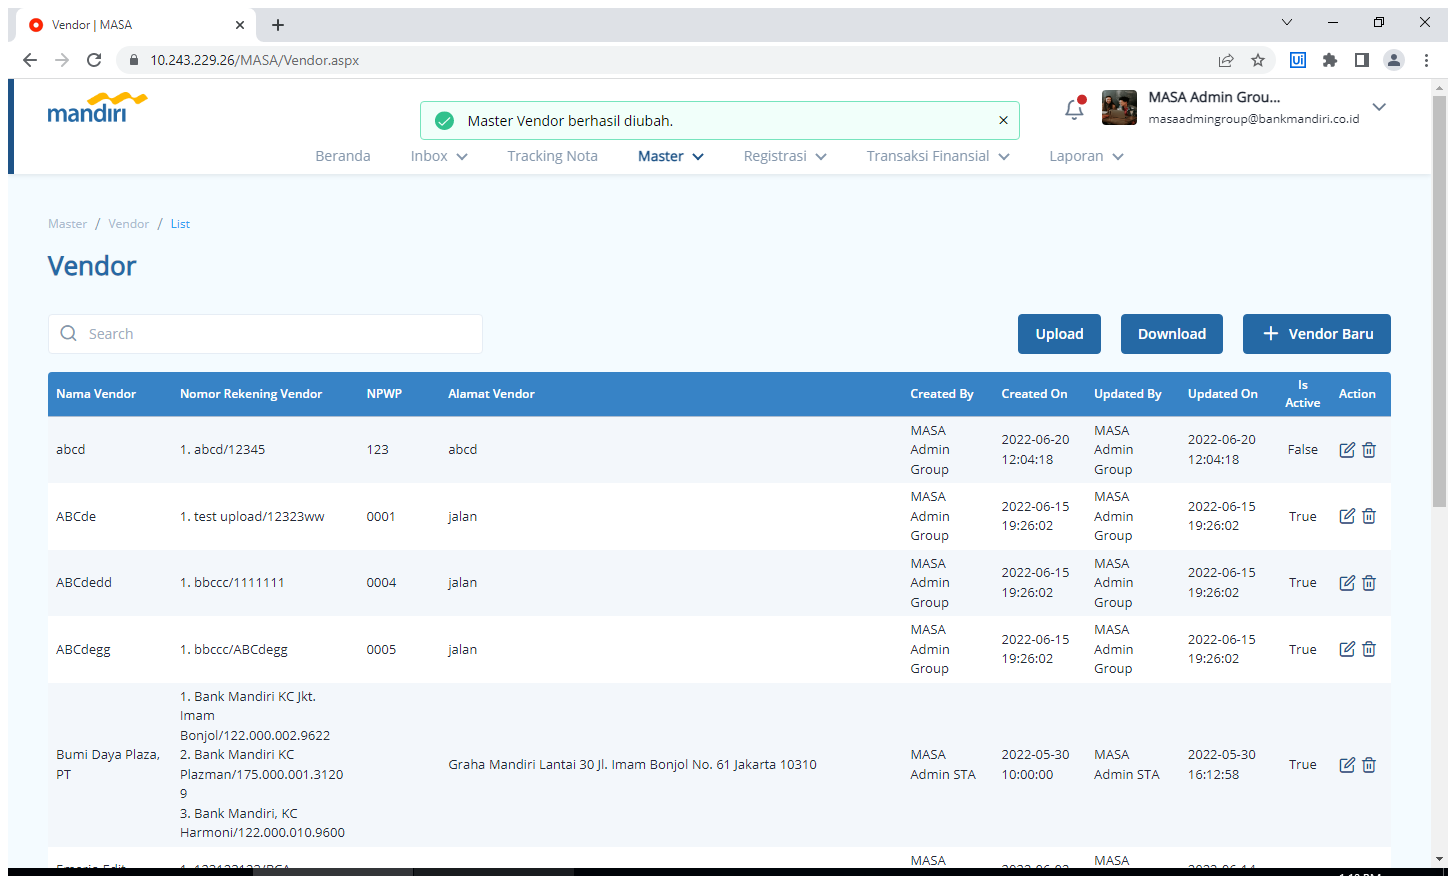 Vendor | MASA
10.243.229.26/MASA/Vendor.aspx
mandiri
Master Vendor berhasil diubah.
MASA Admin Grou...
masaadmingroup@bankmandiri.co.id
Beranda Inbox Tracking Nota Master Registrasi Transaksi Finansial Laporan
Master / Vendor / List
Vendor
Search
Upload Download + Vendor Baru
Nama Vendor Nomor Rekening Vendor NPWP Alamat Vendor Created By Created On Updated By Updated On Is Active Action
abcd 1. abcd/12345 123 abcd MASA Admin Group 2022-06-20 12:04:18 MASA Admin Group 2022-06-20 12:04:18 False
ABCde 1. test upload/12323ww 0001 jalan MASA Admin Group 2022-06-15 19:26:02 MASA Admin Group 2022-06-15 19:26:02 True
ABCdedd 1. bbccc/1111111 0004 jalan MASA Admin Group 2022-06-15 19:26:02 MASA Admin Group 2022-06-15 19:26:02 True
ABCdegg 1. bbccc/ABCdegg 0005 jalan MASA Admin Group 2022-06-15 19:26:02 MASA Admin Group 2022-06-15 19:26:02 True
Bumi Daya Plaza, PT
1. Bank Mandiri KC Jkt.
Imam
Bonjol/122.000.002.9622
2. Bank Mandiri KC
Plazman/175.000.001.3120
9
3. Bank Mandiri, KC
Harmoni/122.000.010.9600
Graha Mandiri Lantai 30 Jl. Imam Bonjol No. 61 Jakarta 10310
MASA Admin STA 2022-05-30 10:00:00 MASA Admin STA 2022-05-30 16:12:58 True
MASA MASA